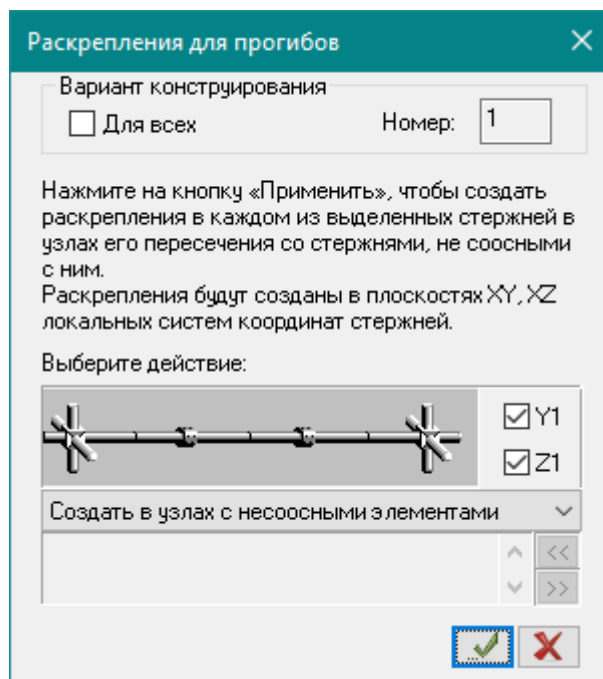 Раскрепления для прогибов
Вариант конструирования
Для всех
Номер: 1
Нажмите на кнопку «Применить», чтобы создать
раскрепления в каждом из выделенных стержней в
узлах его пересечения со стержнями, не соосными
с ним.
Раскрепления будут созданы в плоскостях XY, XZ
локальных систем координат стержней.
Выберите действие:
Y1
Z1
Создать в узлах с несоосными элементами
<<
>>